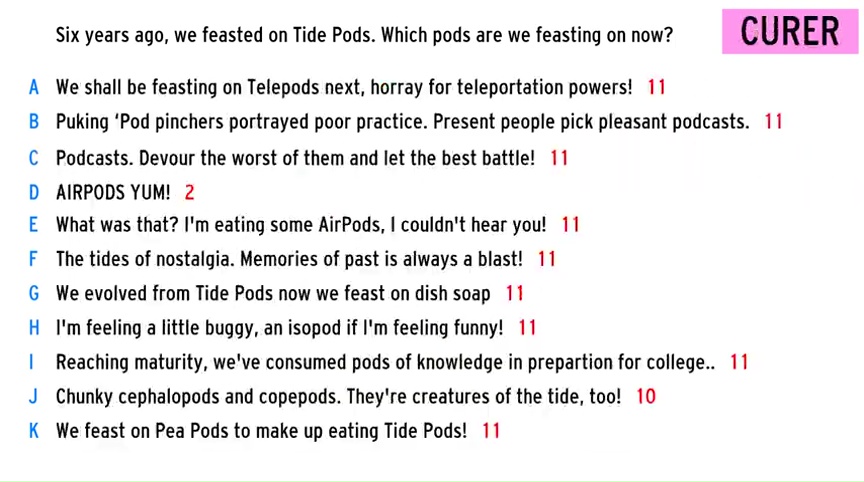 Six years ago, we feasted on Tide Pods. Which pods are we feasting on now?
CURER
A We shall be feasting on Telepods next, horray for teleportation powers! 11
B Puking ‘Pod pinchers portrayed poor practice. Present people pick pleasant podcasts. 11
C Podcasts. Devour the worst of them and let the best battle! 11
D AIRPODS YUM! 2
E What was that? I'm eating some AirPods, I couldn't hear you! 11
F The tides of nostalgia. Memories of past is always a blast! 11
G We evolved from Tide Pods now we feast on dish soap 11
H I'm feeling a little buggy, an isopod if I'm feeling funny! 11
I Reaching maturity, we've consumed pods of knowledge in prepartion for college.. 11
J Chunky cephalopods and copepods. They're creatures of the tide, too! 10
K We feast on Pea Pods to make up eating Tide Pods! 11